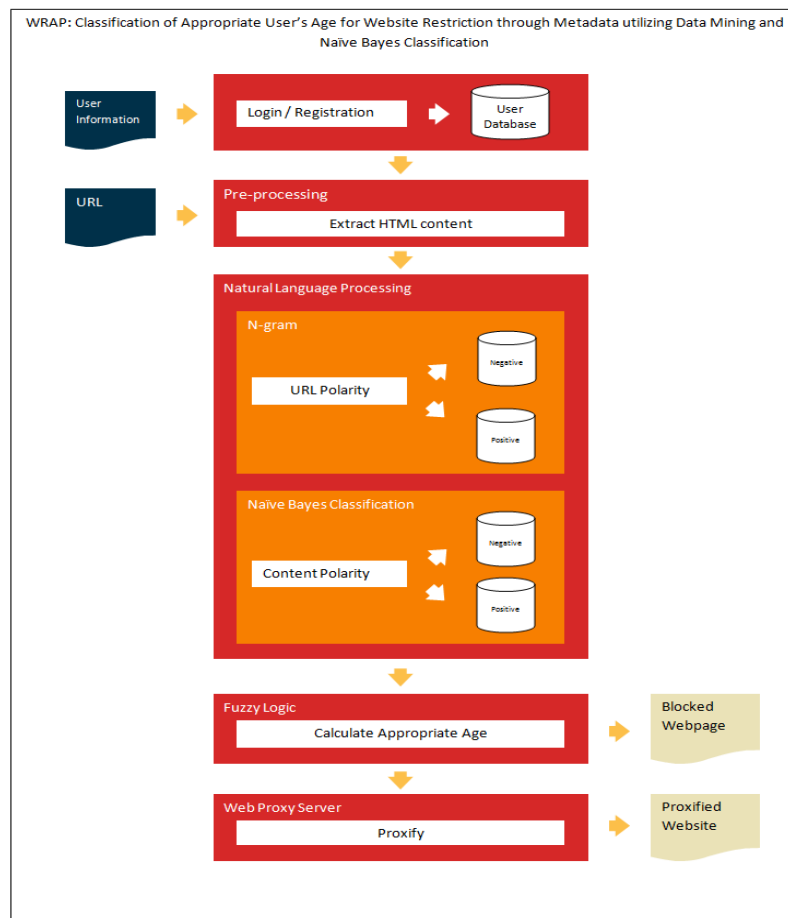 WRAP: Classification of Appropriate User's Age for Website Restriction through Metadata utilizing Data Mining and
Naïve Bayes Classification
User
Information
Login / Registration
User
Database
URL
Pre-processing
Extract HTML content
Natural Language Processing
N-gram
URL Polarity
Negative
Positive
Naïve Bayes Classification
Content Polarity
Negative
Positive
Fuzzy Logic
Calculate Appropriate Age
Blocked
Webpage
Web Proxy Server
Proxify
Proxified
Website